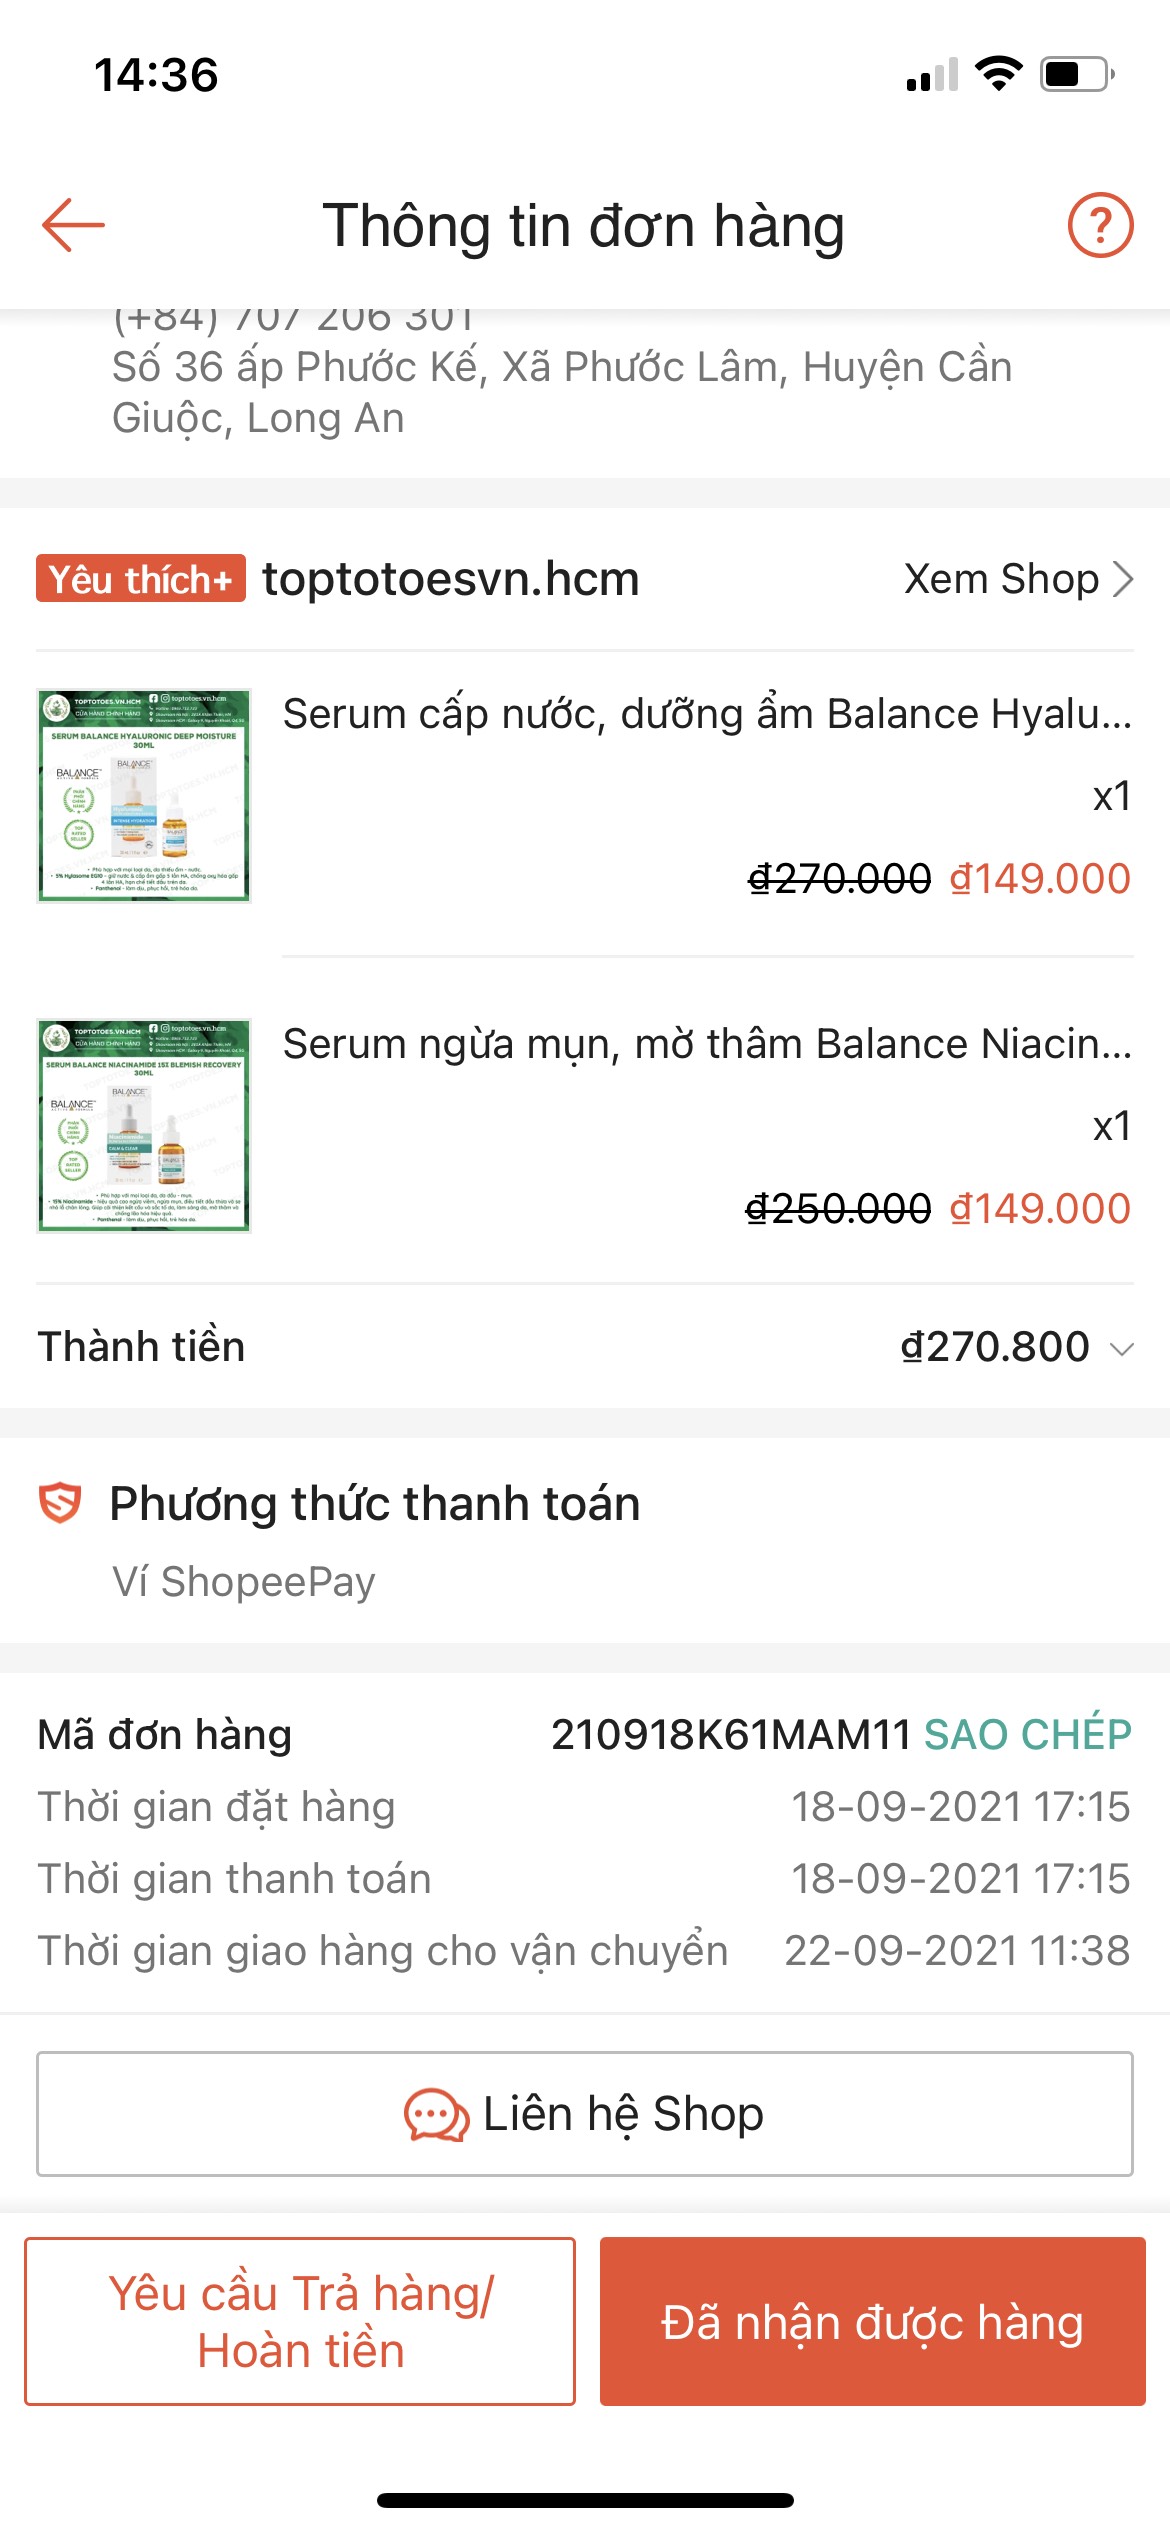 14:36
Thông tin đơn hàng
?
(+84) 707 206 301
Số 36 ấp Phước Kế, Xã Phước Lâm, Huyện Cần
Giuộc, Long An
Yêu thích+ toptotoesvn.hcm Xem Shop
TOPTOTOES.VN.HCM toptotoes.vn.hcm
CỬA HÀNG CHÍNH HÃNG
SERUM BALANCE HYALURONIC DEEP MOISTURE
30ML
BALANCE
Serum cấp nước, dưỡng ẩm Balance Hyalu...
x1
₫270.000 ₫149.000
TOPTOTOES.VN.HCM toptotoes.vn.hcm
CỬA HÀNG CHÍNH HÃNG
SERUM BALANCE NIACINAMIDE 15% BLEMISH RECOVERY
30ML
BALANCE
Serum ngừa mụn, mờ thâm Balance Niacin...
x1
₫250.000 ₫149.000
Thành tiền ₫270.800
Phương thức thanh toán
Ví ShopeePay
Mã đơn hàng 210918K61MAM11 SAO CHÉP
Thời gian đặt hàng 18-09-2021 17:15
Thời gian thanh toán 18-09-2021 17:15
Thời gian giao hàng cho vận chuyển 22-09-2021 11:38
Liên hệ Shop
Yêu cầu Trả hàng/
Hoàn tiền
Đã nhận được hàng